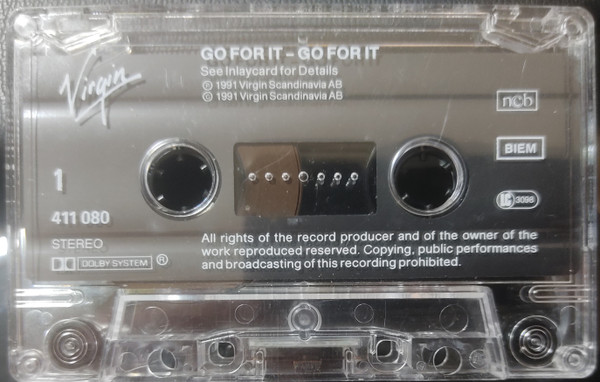 Virgin
GO FOR IT – GO FOR IT
See Inlaycard for Details
℗ 1991 Virgin Scandinavia AB
© 1991 Virgin Scandinavia AB
ncb
BIEM
1
LC 3098
411 080
STEREO
DOLBY SYSTEM ®
All rights of the record producer and of the owner of the
work reproduced reserved. Copying, public performances
and broadcasting of this recording prohibited.